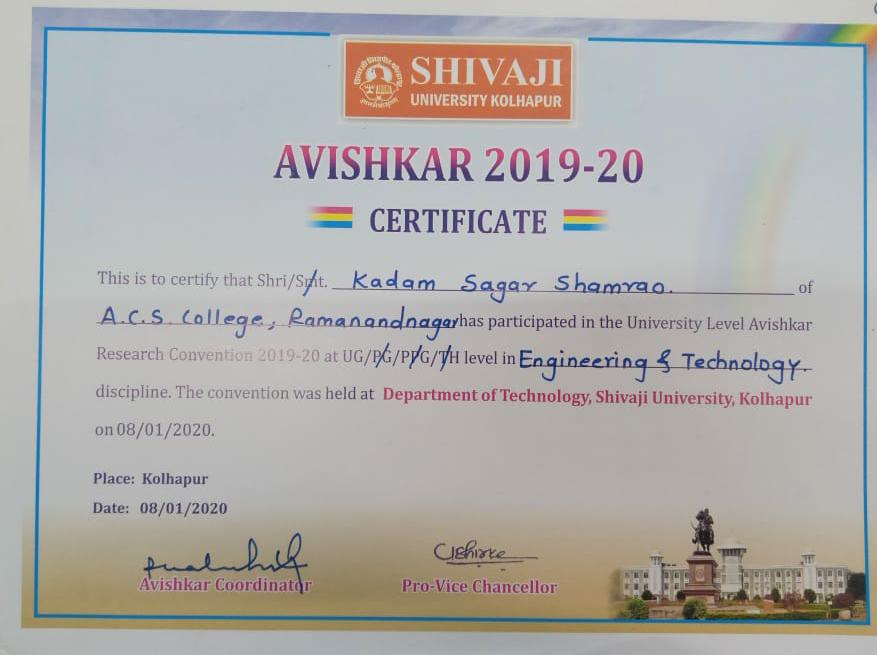 SHIVAJI
UNIVERSITY KOLHAPUR
AVISHKAR 2019-20
CERTIFICATE
This is to certify that Shri/Smt. Kadam Sagar Shamrao. of
A.C.S. College, Ramanandnagar has participated in the University Level Avishkar
Research Convention 2019-20 at UG/PG/PPG/TH level in Engineering & Technology.
discipline. The convention was held at Department of Technology, Shivaji University, Kolhapur
on 08/01/2020.
Place: Kolhapur
Date: 08/01/2020
Avishkar Coordinator
Pro-Vice Chancellor